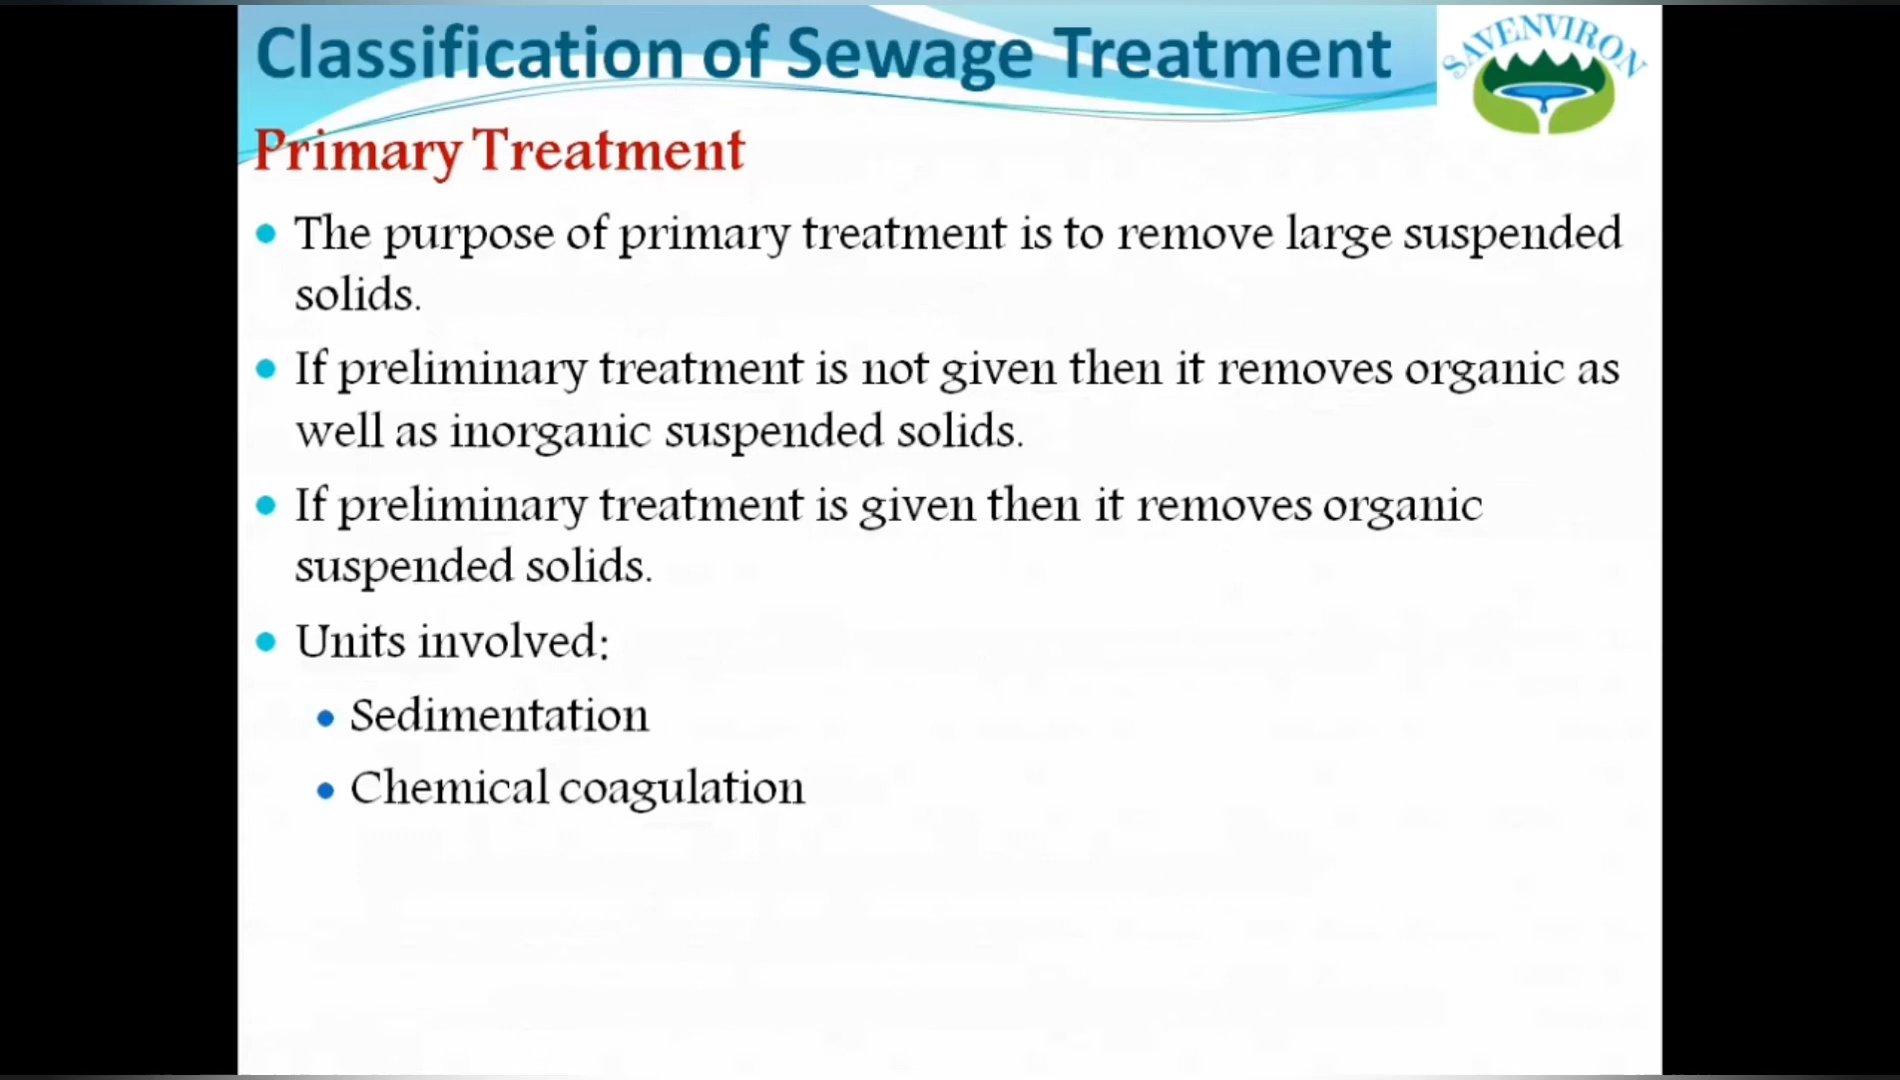 Classification of Sewage Treatment
SAVENVIRON
Primary Treatment
The purpose of primary treatment is to remove large suspended
solids.
If preliminary treatment is not given then it removes organic as
well as inorganic suspended solids.
If preliminary treatment is given then it removes organic
suspended solids.
Units involved:
Sedimentation
Chemical coagulation